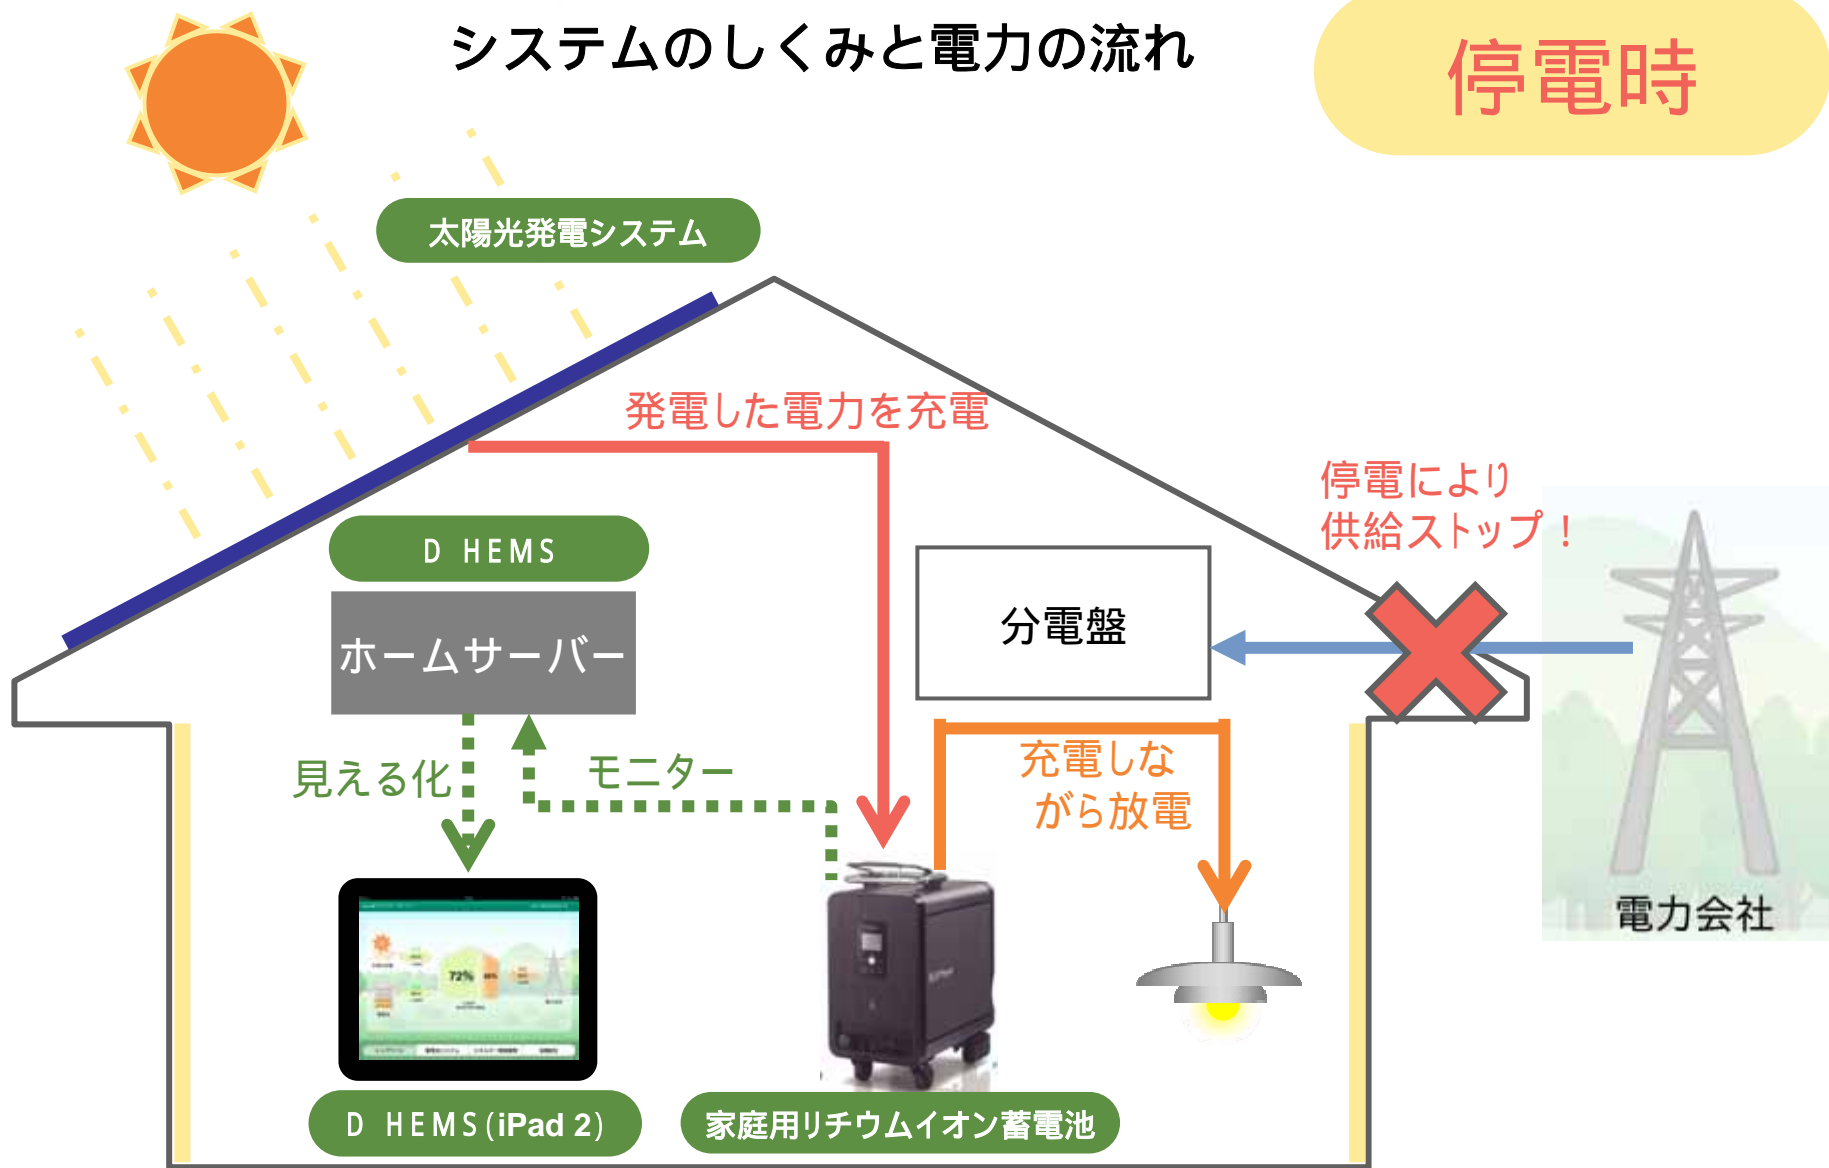 システムのしくみと電力の流れ
停電時
太陽光発電システム
発電した電力を充電
停電により
供給ストップ！
D HEMS
ホームサーバー
分電盤
見える化
モニター
充電しな
がら放電
電力会社
72%
D HEMS(iPad 2)
家庭用リチウムイオン蓄電池